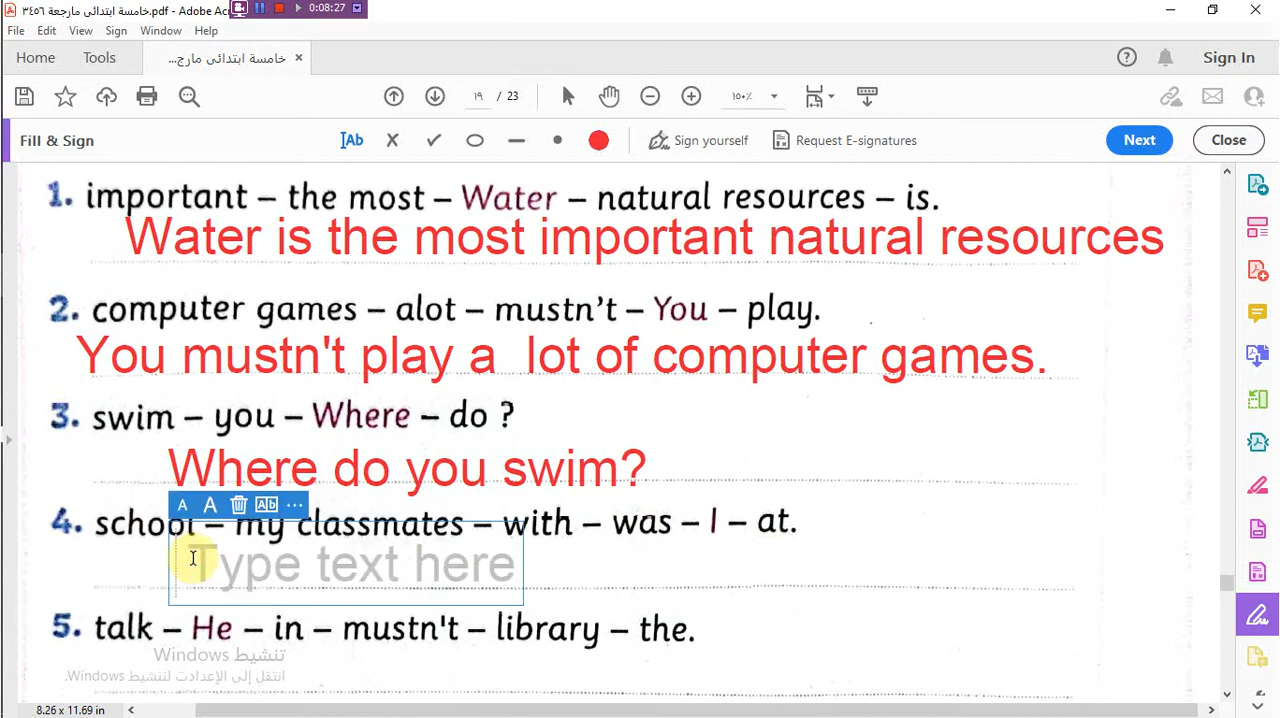 خامسة ابتدائى مارجعة ٣٤٥٦.pdf - Adobe Acro
0:08:27
File Edit View Sign Window Help
Home Tools خامسة ابتدائى مارج... × Sign In
١٩ / 23 ١٥٠٪
Fill & Sign Ab Sign yourself Request E-signatures Next Close
1. important – the most – Water – natural resources – is.
Water is the most important natural resources
2. computer games – alot – mustn't – You – play.
You mustn't play a lot of computer games.
3. swim – you – Where – do ?
Where do you swim?
A A Ab ...
4. school – my classmates – with – was – I – at.
Type text here
5. talk – He – in – mustn't – library – the.
تنشيط Windows
انتقل إلى الإعدادت لتنشيط Windows.
8.26 x 11.69 in